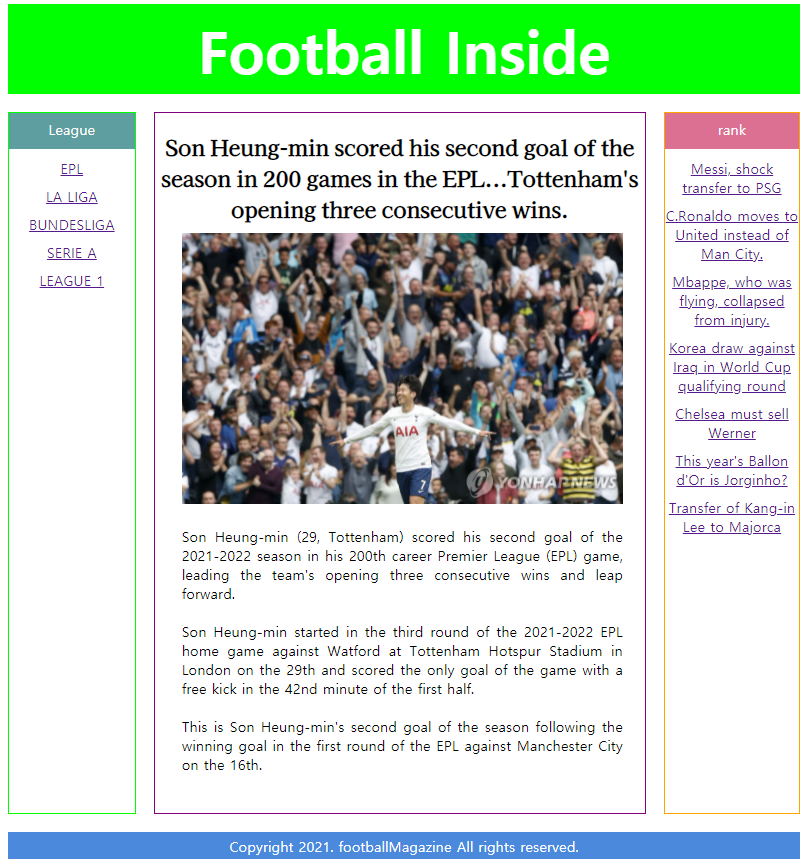 Football Inside
League
EPL
LA LIGA
BUNDESLIGA
SERIE A
LEAGUE 1
Son Heung-min scored his second goal of the
season in 200 games in the EPL...Tottenham's
opening three consecutive wins.
AIA
7
YONHAPNEWS
Son Heung-min (29, Tottenham) scored his second goal of the
2021-2022 season in his 200th career Premier League (EPL) game,
leading the team's opening three consecutive wins and leap
forward.
Son Heung-min started in the third round of the 2021-2022 EPL
home game against Watford at Tottenham Hotspur Stadium in
London on the 29th and scored the only goal of the game with a
free kick in the 42nd minute of the first half.
This is Son Heung-min's second goal of the season following the
winning goal in the first round of the EPL against Manchester City
on the 16th.
rank
Messi, shock
transfer to PSG
C.Ronaldo moves to
United instead of
Man City.
Mbappe, who was
flying, collapsed
from injury.
Korea draw against
Iraq in World Cup
qualifying round
Chelsea must sell
Werner
This year's Ballon
d'Or is Jorginho?
Transfer of Kang-in
Lee to Majorca
Copyright 2021. footballMagazine All rights reserved.